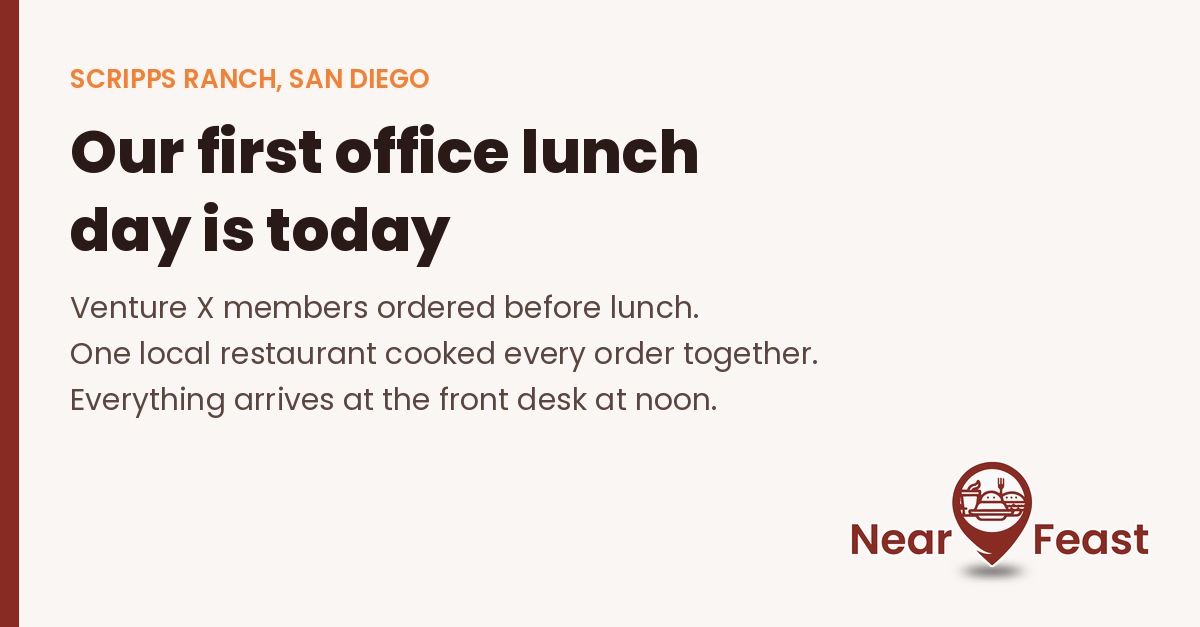 SCRIPPS RANCH, SAN DIEGO
Our first office lunch
day is today
Venture X members ordered before lunch.
One local restaurant cooked every order together.
Everything arrives at the front desk at noon.
Near Feast